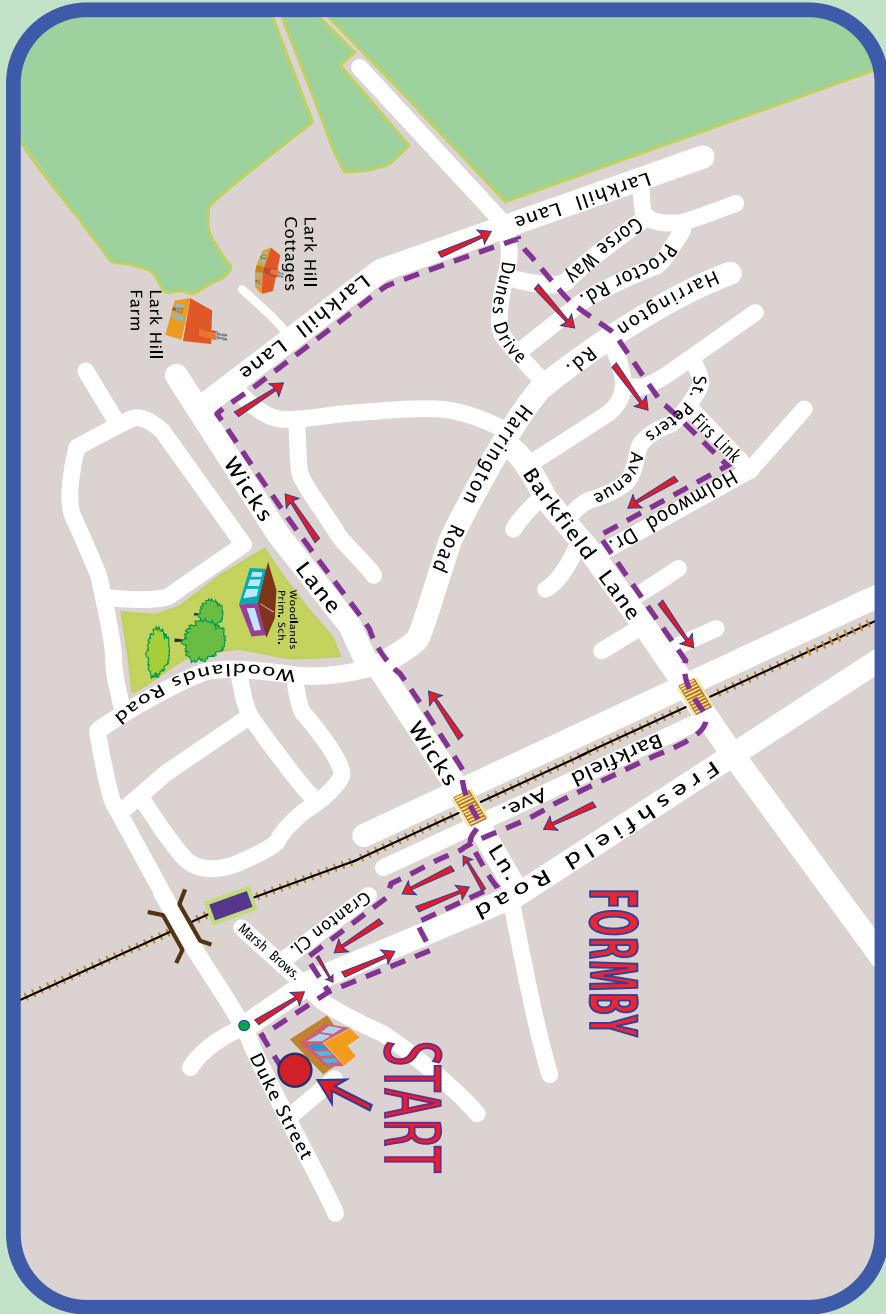 Larkhill Lane
Gorse Way
Proctor Rd.
Harrington
Rd.
Dunes Drive
Lark Hill
Cottages
Lark Hill
Farm
Larkhill Lane
St. Peters
Avenue
P
Firs Link
Holmwood Dr.
Harrington Road
Barkfield Lane
Wicks Lane
Woodlands
Prim. Sch.
Woodlands Road
Wicks
Ln.
Barkfield Ave.
Freshfield Road
Granton Cl.
Marsh Brows.
FORMBY
START
Duke Street